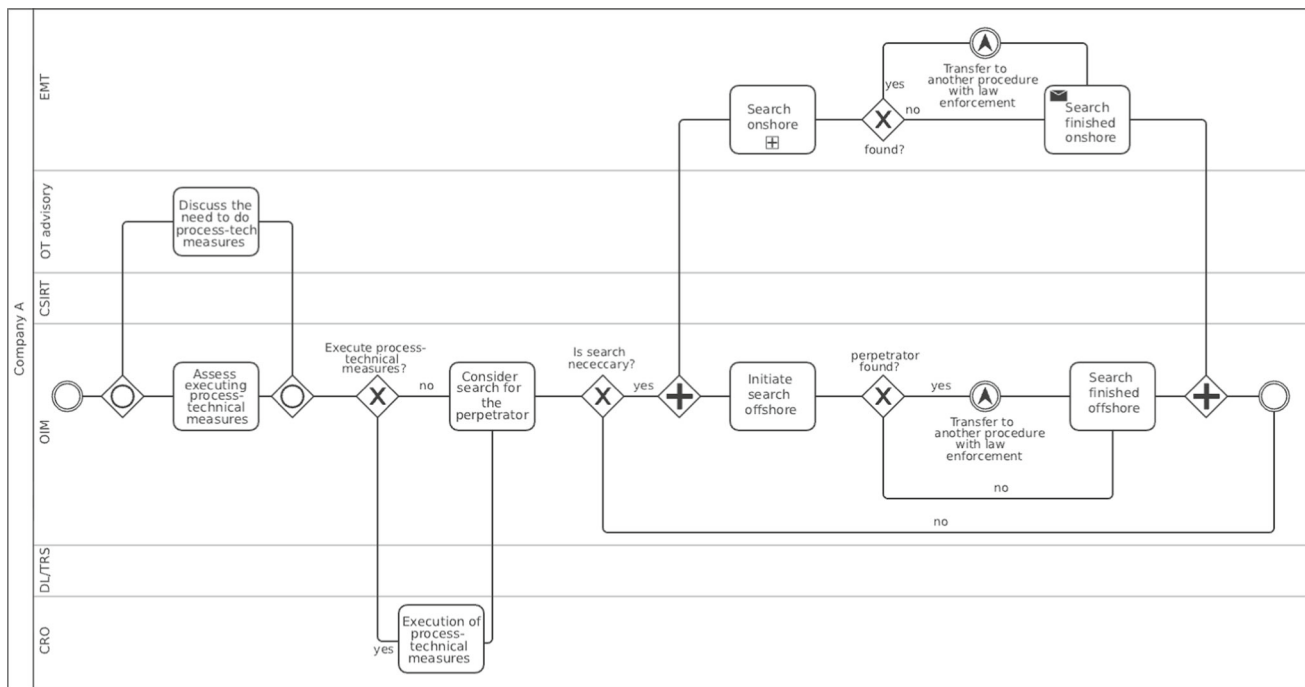 Company A
EMT
OT advisory
CSIRT
OIM
DL/TRS
CRO
Discuss the
need to do
process-tech
measures
Assess
executing
process-
technical
measures
Execute process-
technical
measures?
no
yes
Execution of
process-
technical
measures
Consider
search for
the
perpetrator
Is search
nececcary?
yes
no
Search
onshore
found?
yes
no
Transfer to
another procedure
with law
enforcement
Search
finished
onshore
Initiate
search
offshore
perpetrator
found?
yes
no
Transfer to
another procedure
with law
enforcement
Search
finished
offshore